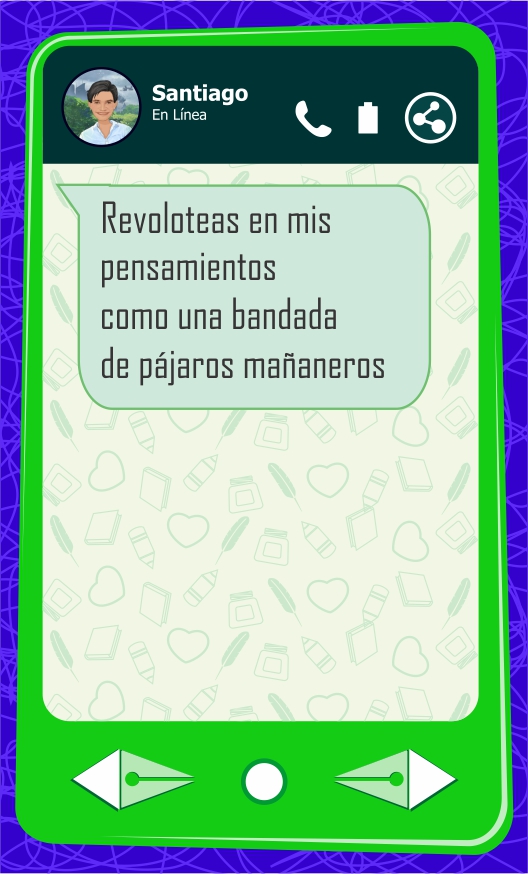 Santiago
En Línea
Revoloteas en mis
pensamientos
como una bandada
de pájaros mañaneros